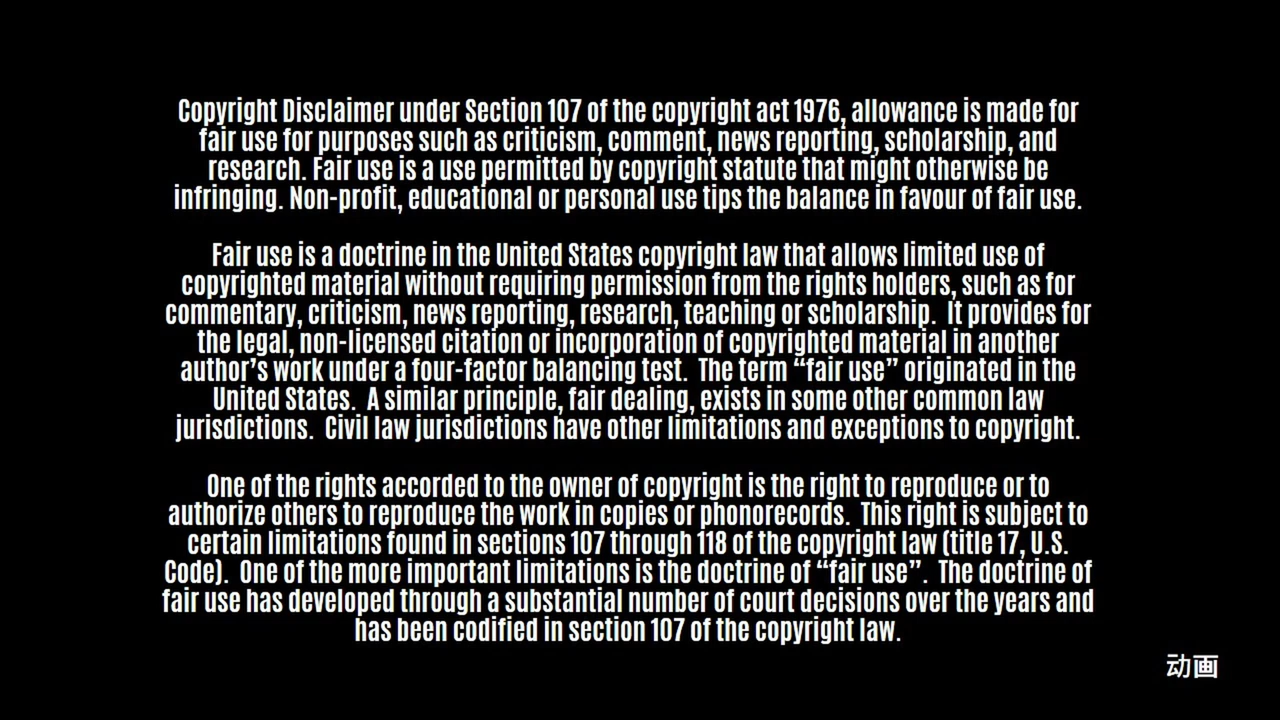 Copyright Disclaimer under Section 107 of the copyright act 1976, allowance is made for
fair use for purposes such as criticism, comment, news reporting, scholarship, and
research. Fair use is a use permitted by copyright statute that might otherwise be
infringing. Non-profit, educational or personal use tips the balance in favour of fair use.
Fair use is a doctrine in the United States copyright law that allows limited use of
copyrighted material without requiring permission from the rights holders, such as for
commentary, criticism, news reporting, research, teaching or scholarship.  It provides for
the legal, non-licensed citation or incorporation of copyrighted material in another
author’s work under a four-factor balancing test.  The term “fair use” originated in the
United States.  A similar principle, fair dealing, exists in some other common law
jurisdictions.  Civil law jurisdictions have other limitations and exceptions to copyright.
One of the rights accorded to the owner of copyright is the right to reproduce or to
authorize others to reproduce the work in copies or phonorecords.  This right is subject to
certain limitations found in sections 107 through 118 of the copyright law (title 17, U.S.
Code).  One of the more important limitations is the doctrine of “fair use”.  The doctrine of
fair use has developed through a substantial number of court decisions over the years and
has been codified in section 107 of the copyright law.
动画